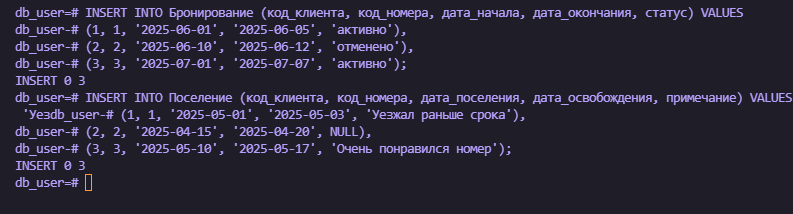 db_user=# INSERT INTO Бронирование (код_клиента, код_номера, дата_начала, дата_окончания, статус) VALUES
db_user-# (1, 1, '2025-06-01', '2025-06-05', 'активно'),
db_user-# (2, 2, '2025-06-10', '2025-06-12', 'отменено'),
db_user-# (3, 3, '2025-07-01', '2025-07-07', 'активно');
INSERT 0 3
db_user=# INSERT INTO Поселение (код_клиента, код_номера, дата_поселения, дата_освобождения, примечание) VALUES
'Уезdb_user-# (1, 1, '2025-05-01', '2025-05-03', 'Уезжал раньше срока'),
db_user-# (2, 2, '2025-04-15', '2025-04-20', NULL),
db_user-# (3, 3, '2025-05-10', '2025-05-17', 'Очень понравился номер');
INSERT 0 3
db_user=#